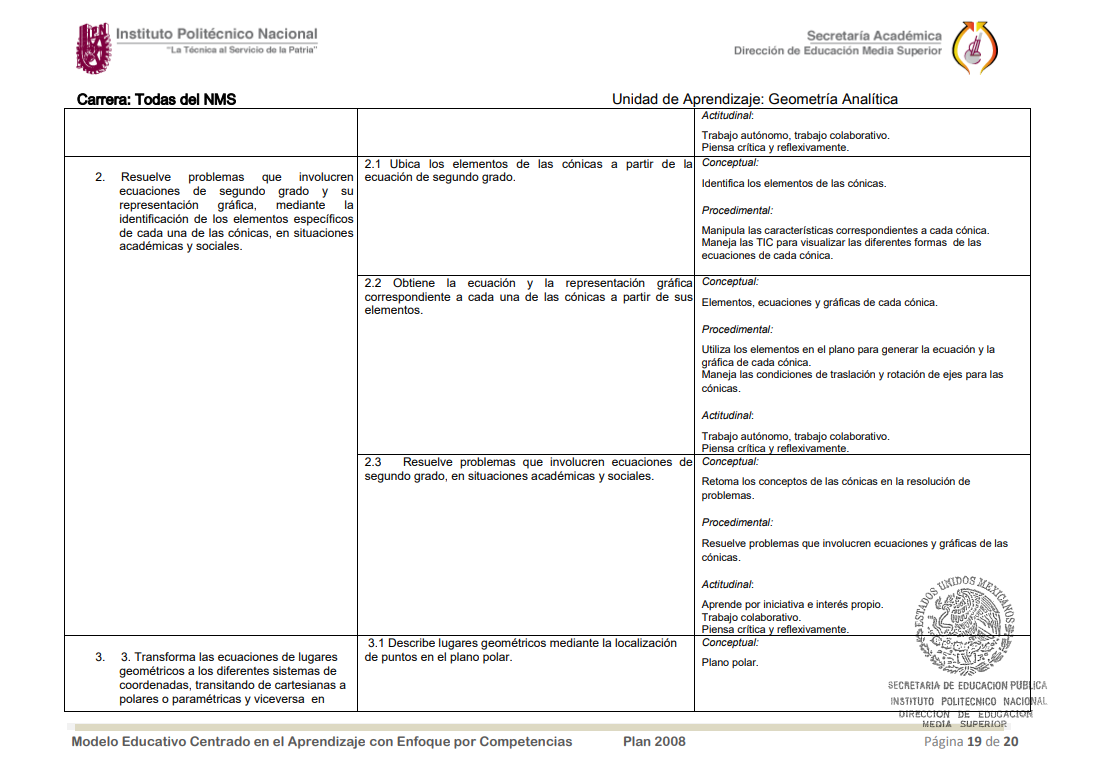 Instituto Politécnico Nacional
"La Técnica al Servicio de la Patria"
Secretaría Académica
Dirección de Educación Media Superior
Carrera: Todas del NMS
Unidad de Aprendizaje: Geometría Analítica
Actitudinal:
Trabajo autónomo, trabajo colaborativo.
Piensa crítica y reflexivamente.
2. Resuelve problemas que involucren
ecuaciones de segundo grado y su
representación gráfica, mediante la
identificación de los elementos específicos
de cada una de las cónicas, en situaciones
académicas y sociales.
2.1 Ubica los elementos de las cónicas a partir de la
ecuación de segundo grado.
Conceptual:
Identifica los elementos de las cónicas.
Procedimental:
Manipula las características correspondientes a cada cónica.
Maneja las TIC para visualizar las diferentes formas de las
ecuaciones de cada cónica.
2.2 Obtiene la ecuación y la representación gráfica
correspondiente a cada una de las cónicas a partir de sus
elementos.
Conceptual:
Elementos, ecuaciones y gráficas de cada cónica.
Procedimental:
Utiliza los elementos en el plano para generar la ecuación y la
gráfica de cada cónica.
Maneja las condiciones de traslación y rotación de ejes para las
cónicas.
Actitudinal:
Trabajo autónomo, trabajo colaborativo.
Piensa crítica y reflexivamente.
2.3 Resuelve problemas que involucren ecuaciones de
segundo grado, en situaciones académicas y sociales.
Conceptual:
Retoma los conceptos de las cónicas en la resolución de
problemas.
Procedimental:
Resuelve problemas que involucren ecuaciones y gráficas de las
cónicas.
Actitudinal:
Aprende por iniciativa e interés propio.
Trabajo colaborativo.
Piensa crítica y reflexivamente.
3. 3. Transforma las ecuaciones de lugares
geométricos a los diferentes sistemas de
coordenadas, transitando de cartesianas a
polares o paramétricas y viceversa en
3.1 Describe lugares geométricos mediante la localización
de puntos en el plano polar.
Conceptual:
Plano polar.
ESTADOS UNIDOS MEXICANOS
SECRETARIA DE EDUCACION PUBLICA
INSTITUTO POLITECNICO NACIONAL
DIRECCION DE EDUCACION
MEDIA SUPERIOR
Modelo Educativo Centrado en el Aprendizaje con Enfoque por Competencias
Plan 2008
Página 19 de 20